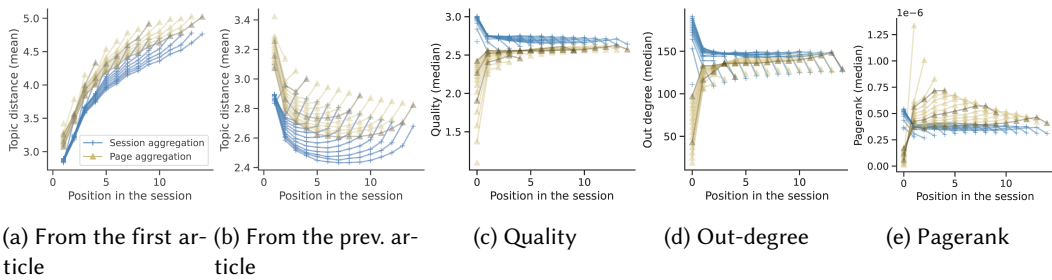 5.0
4.5
4.0
3.5
3.0
Topic distance (mean)
Session aggregation
Page aggregation
0
5
10
Position in the session
3.4
3.2
3.0
2.8
2.6
2.4
Topic distance (mean)
0
5
10
Position in the session
3.0
2.5
2.0
1.5
Quality (median)
0
5
10
Position in the session
150
100
50
Out degree (median)
0
5
10
Position in the session
1e-6
1.25
1.00
0.75
0.50
0.25
0.00
Pagerank (median)
0
5
10
Position in the session
(a) From the first ar-
ticle
(b) From the prev. ar-
ticle
(c) Quality
(d) Out-degree
(e) Pagerank